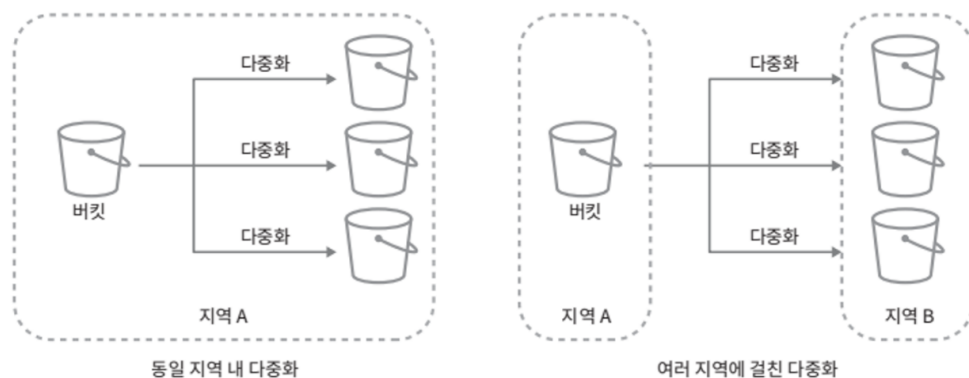 다중화
다중화
다중화
버킷
지역 A
동일 지역 내 다중화
다중화
다중화
다중화
버킷
지역 A
지역 B
여러 지역에 걸친 다중화